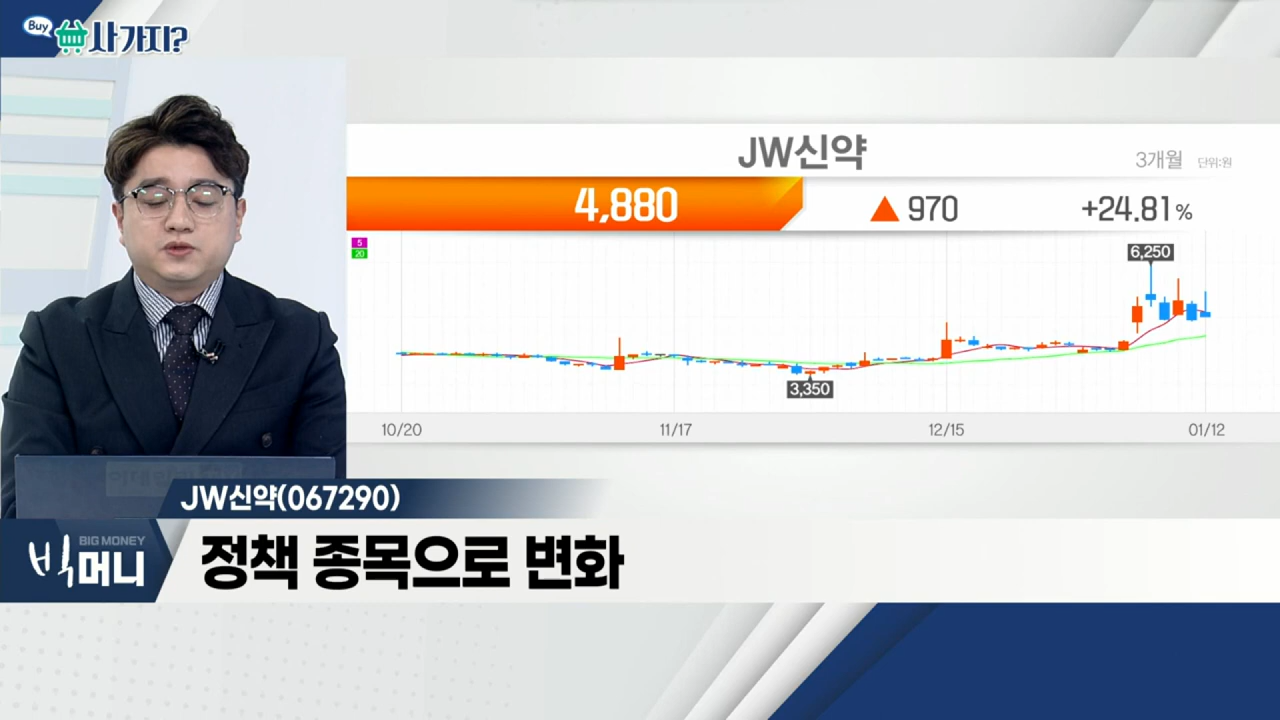 Buy
사가지?
JW신약
3개월 단위:원
4,880
▲ 970
+24.81%
5
20
6,250
3,350
10/20
11/17
12/15
01/12
JW신약(067290)
BIG MONEY
빅머니
정책 종목으로 변화